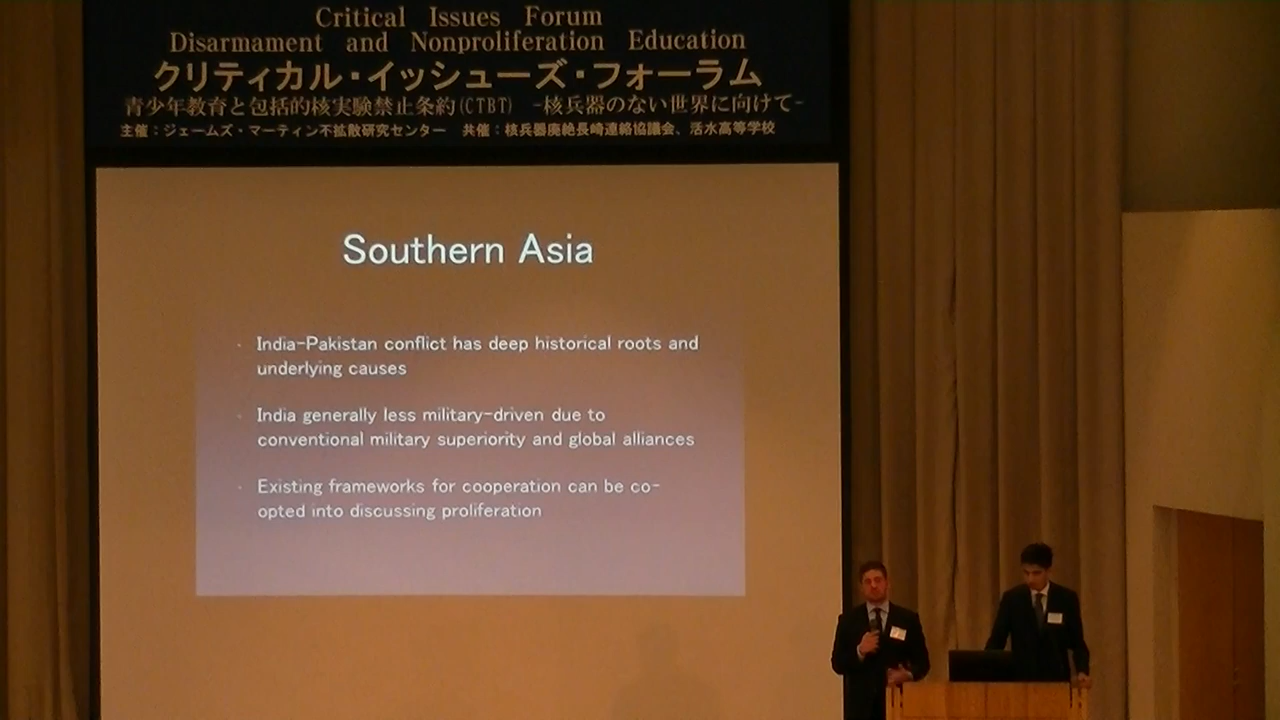 Critical Issues Forum
Disarmament and Nonproliferation Education
クリティカル・イッシューズ・フォーラム
青少年教育と包括的核実験禁止条約(CTBT) -核兵器のない世界に向けて-
主催：ジェームズ・マーティン不拡散研究センター 共催：核兵器廃絶長崎連絡協議会、活水高等学校
Southern Asia
· India-Pakistan conflict has deep historical roots and
underlying causes
· India generally less military-driven due to
conventional military superiority and global alliances
· Existing frameworks for cooperation can be co-
opted into discussing proliferation